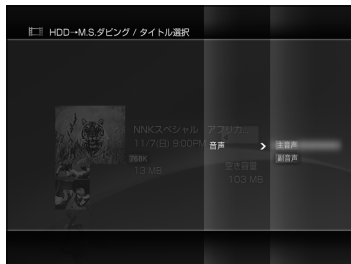 HDD→M.S.ダビング / タイトル選択
NNKスペシャル アフリカ...
11/7(日) 9:00PM
音声
主音声
副音声
13 MB
空き容量
103 MB